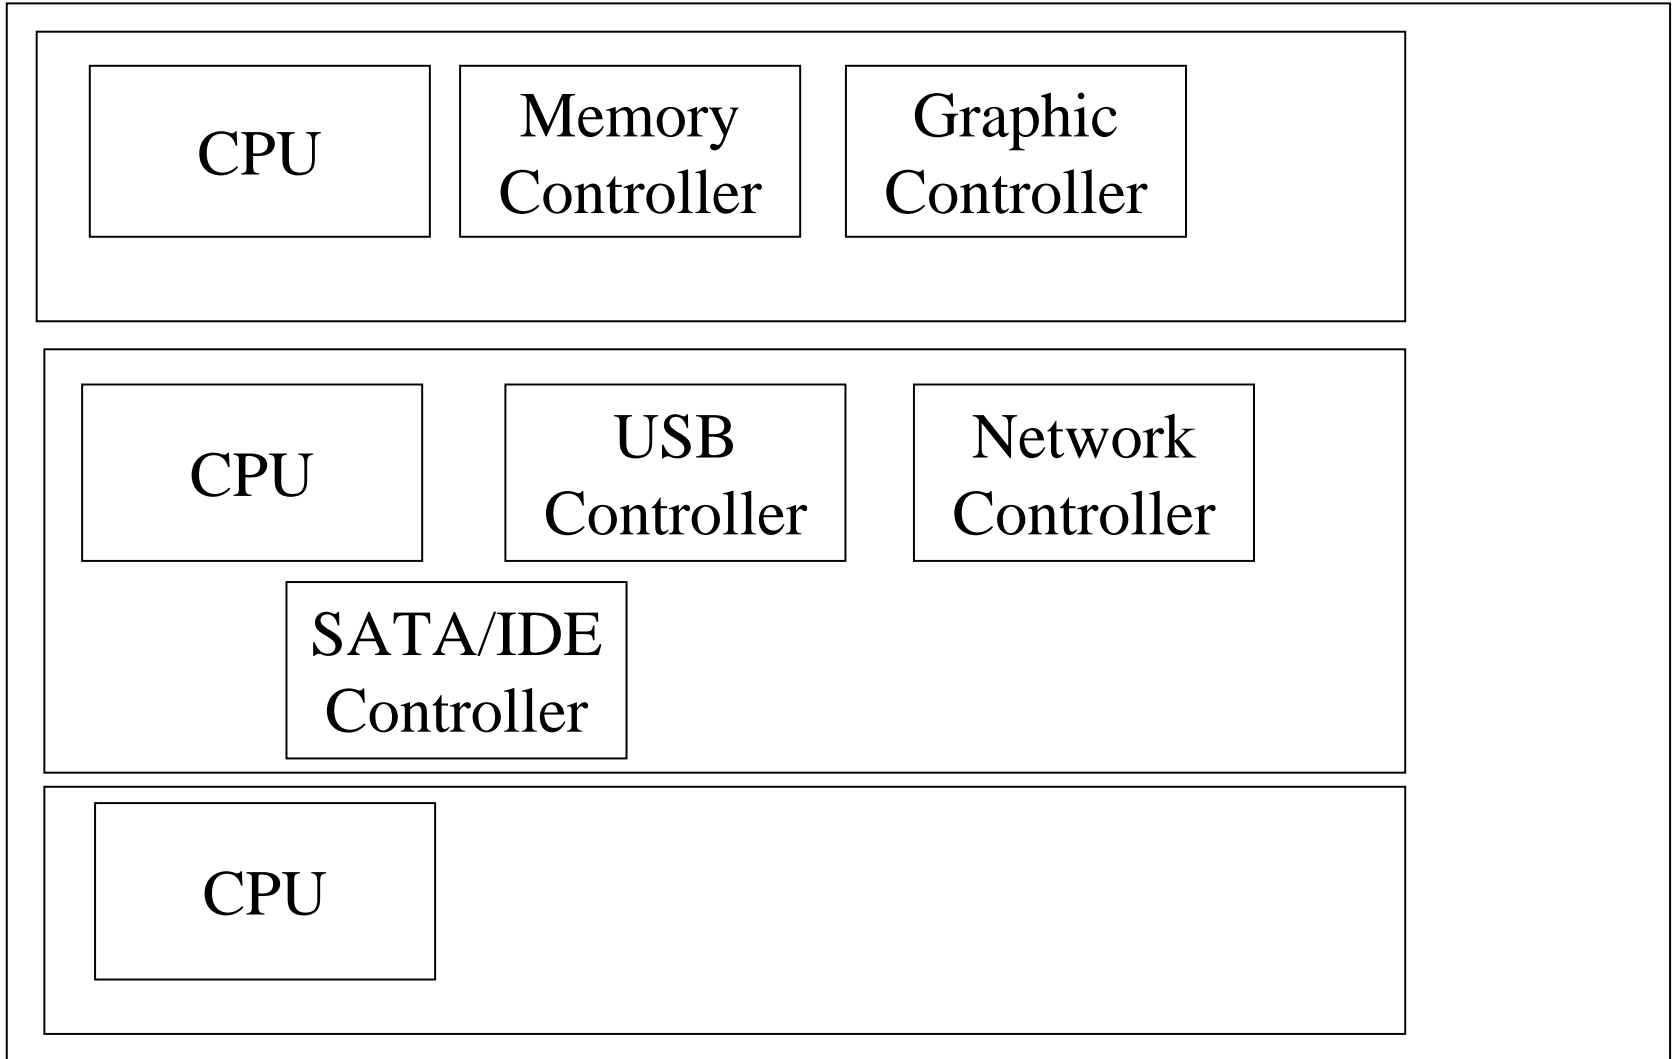 CPU
Memory
Controller
Graphic
Controller
CPU
USB
Controller
Network
Controller
SATA/IDE
Controller
CPU